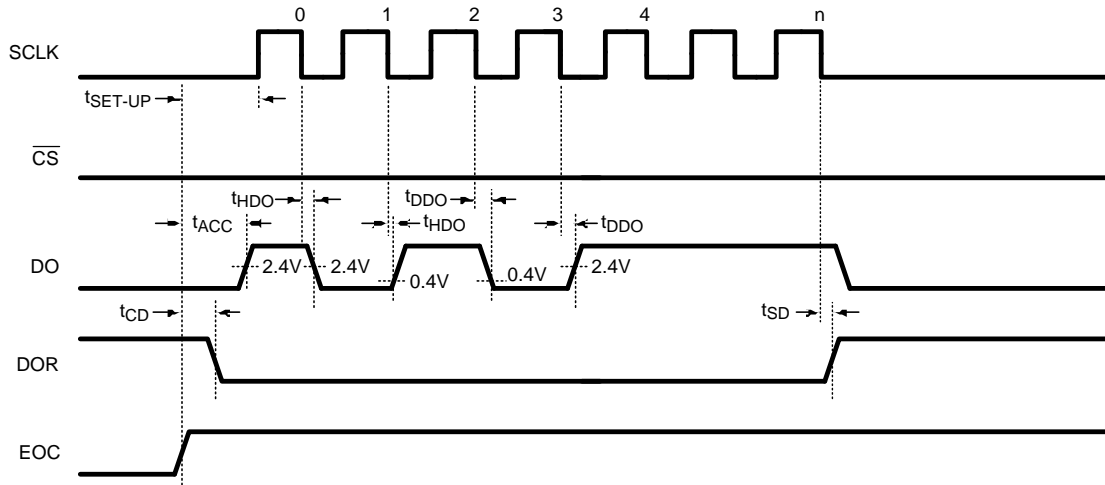 0 1 2 3 4 n
SCLK
tSET-UP
CS
tHDO tDDO
tACC tHDO tDDO
DO
2.4V 2.4V 0.4V 0.4V 2.4V
tCD tSD
DOR
EOC